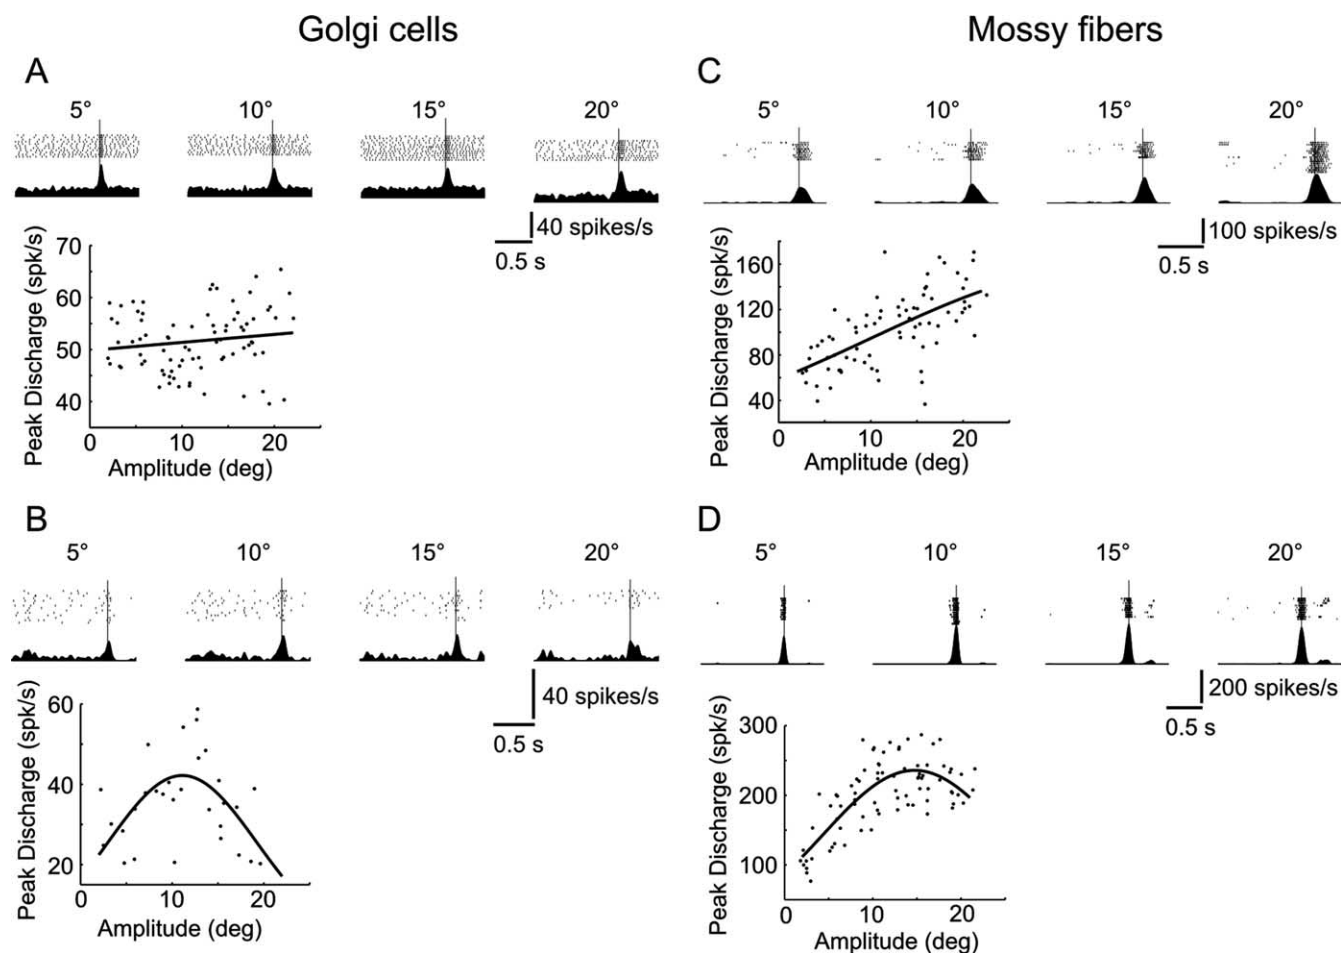 Golgi cells
Mossy fibers
A
5°
10°
15°
20°
40 spikes/s
0.5 s
Peak Discharge (spk/s)
70
60
50
40
0
10
20
Amplitude (deg)
C
5°
10°
15°
20°
100 spikes/s
0.5 s
Peak Discharge (spk/s)
160
120
80
40
0
10
20
Amplitude (deg)
B
5°
10°
15°
20°
40 spikes/s
0.5 s
Peak Discharge (spk/s)
60
40
20
0
10
20
Amplitude (deg)
D
5°
10°
15°
20°
200 spikes/s
0.5 s
Peak Discharge (spk/s)
300
200
100
0
10
20
Amplitude (deg)